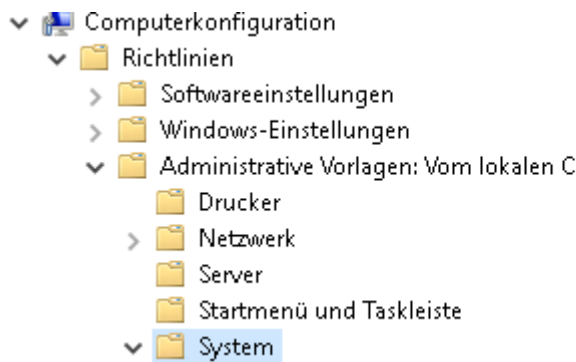 Computerkonfiguration
Richtlinien
Softwareeinstellungen
Windows-Einstellungen
Administrative Vorlagen: Vom lokalen C
Drucker
Netzwerk
Server
Startmenü und Taskleiste
System